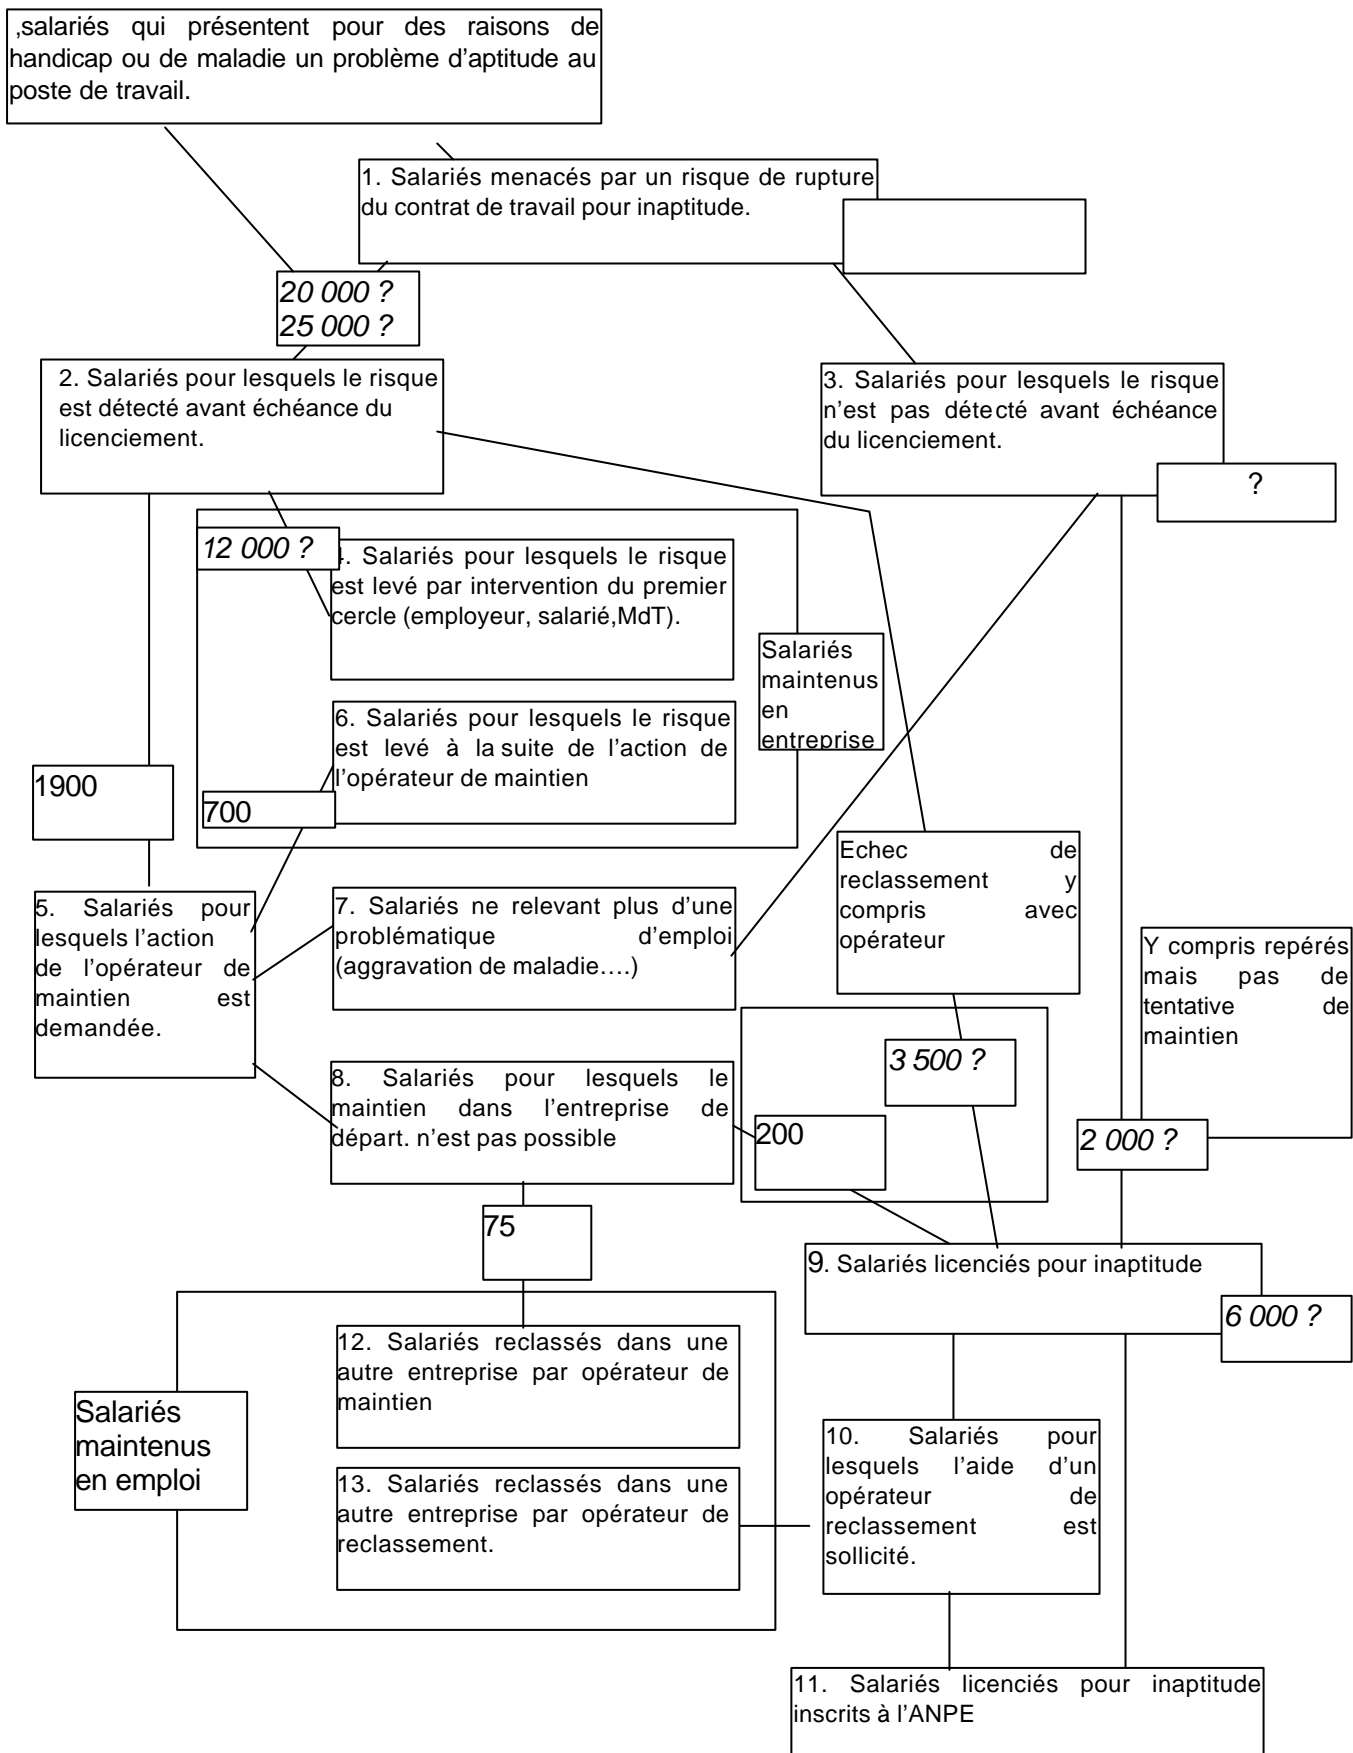 ,salariés qui présentent pour des raisons de
handicap ou de maladie un problème d'aptitude au
poste de travail.
1. Salariés menacés par un risque de rupture
du contrat de travail pour inaptitude.
20 000 ?
25 000 ?
2. Salariés pour lesquels le risque
est détecté avant échéance du
licenciement.
3. Salariés pour lesquels le risque
n'est pas détecté avant échéance
du licenciement.
?
12 000 ?
4. Salariés pour lesquels le risque
est levé par intervention du premier
cercle (employeur, salarié,MdT).
Salariés
maintenus
en
entreprise
6. Salariés pour lesquels le risque
est levé à la suite de l'action de
l'opérateur de maintien
1900
700
Echec de
reclassement y
compris avec
opérateur
5. Salariés pour
lesquels l'action
de l'opérateur de
maintien est
demandée.
7. Salariés ne relevant plus d'une
problématique d'emploi
(aggravation de maladie….)
Y compris repérés
mais pas de
tentative de
maintien
3 500 ?
8. Salariés pour lesquels le
maintien dans l'entreprise de
départ. n'est pas possible
200
2 000 ?
75
9. Salariés licenciés pour inaptitude
6 000 ?
12. Salariés reclassés dans une
autre entreprise par opérateur de
maintien
Salariés
maintenus
en emploi
10. Salariés pour
lesquels l'aide d'un
opérateur de
reclassement est
sollicité.
13. Salariés reclassés dans une
autre entreprise par opérateur de
reclassement.
11. Salariés licenciés pour inaptitude
inscrits à l'ANPE